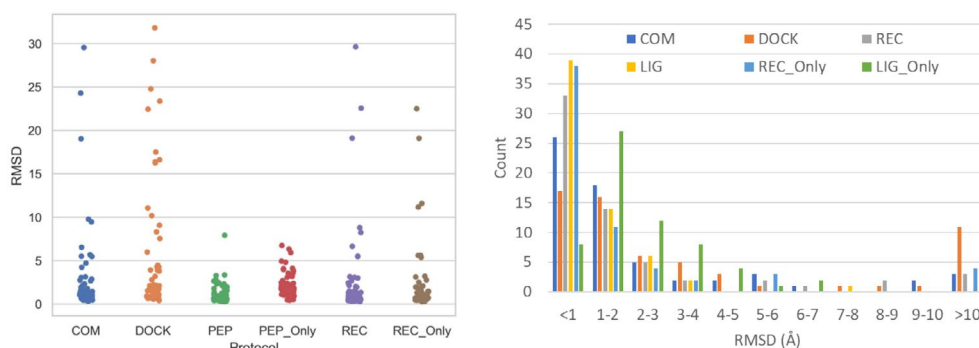 30
25
20
15
10
5
0
RMSD
COM DOCK PEP PEP_Only REC REC_Only
Protocol
45
40
35
30
25
20
15
10
5
0
Count
COM DOCK REC
LIG REC_Only LIG_Only
<1 1-2 2-3 3-4 4-5 5-6 6-7 7-8 8-9 9-10 >10
RMSD (Å)